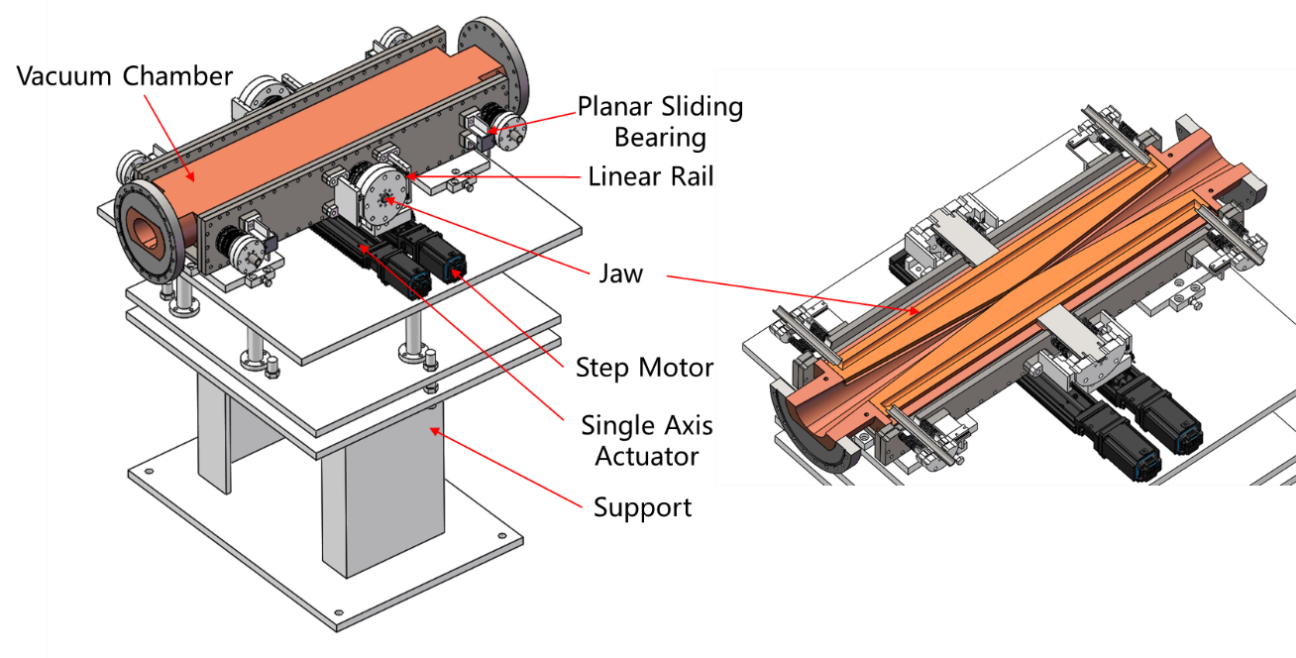 Vacuum Chamber
Planar Sliding
Bearing
Linear Rail
Jaw
Step Motor
Single Axis
Actuator
Support